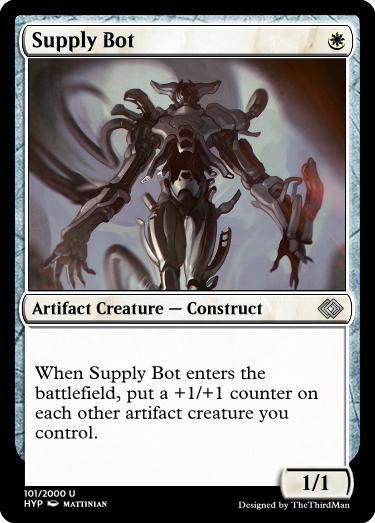 Supply Bot
Artifact Creature — Construct
When Supply Bot enters the
battlefield, put a +1/+1 counter on
each other artifact creature you
control.
1/1
101/2000 U
HYP MATTINIAN
Designed by TheThirdMan